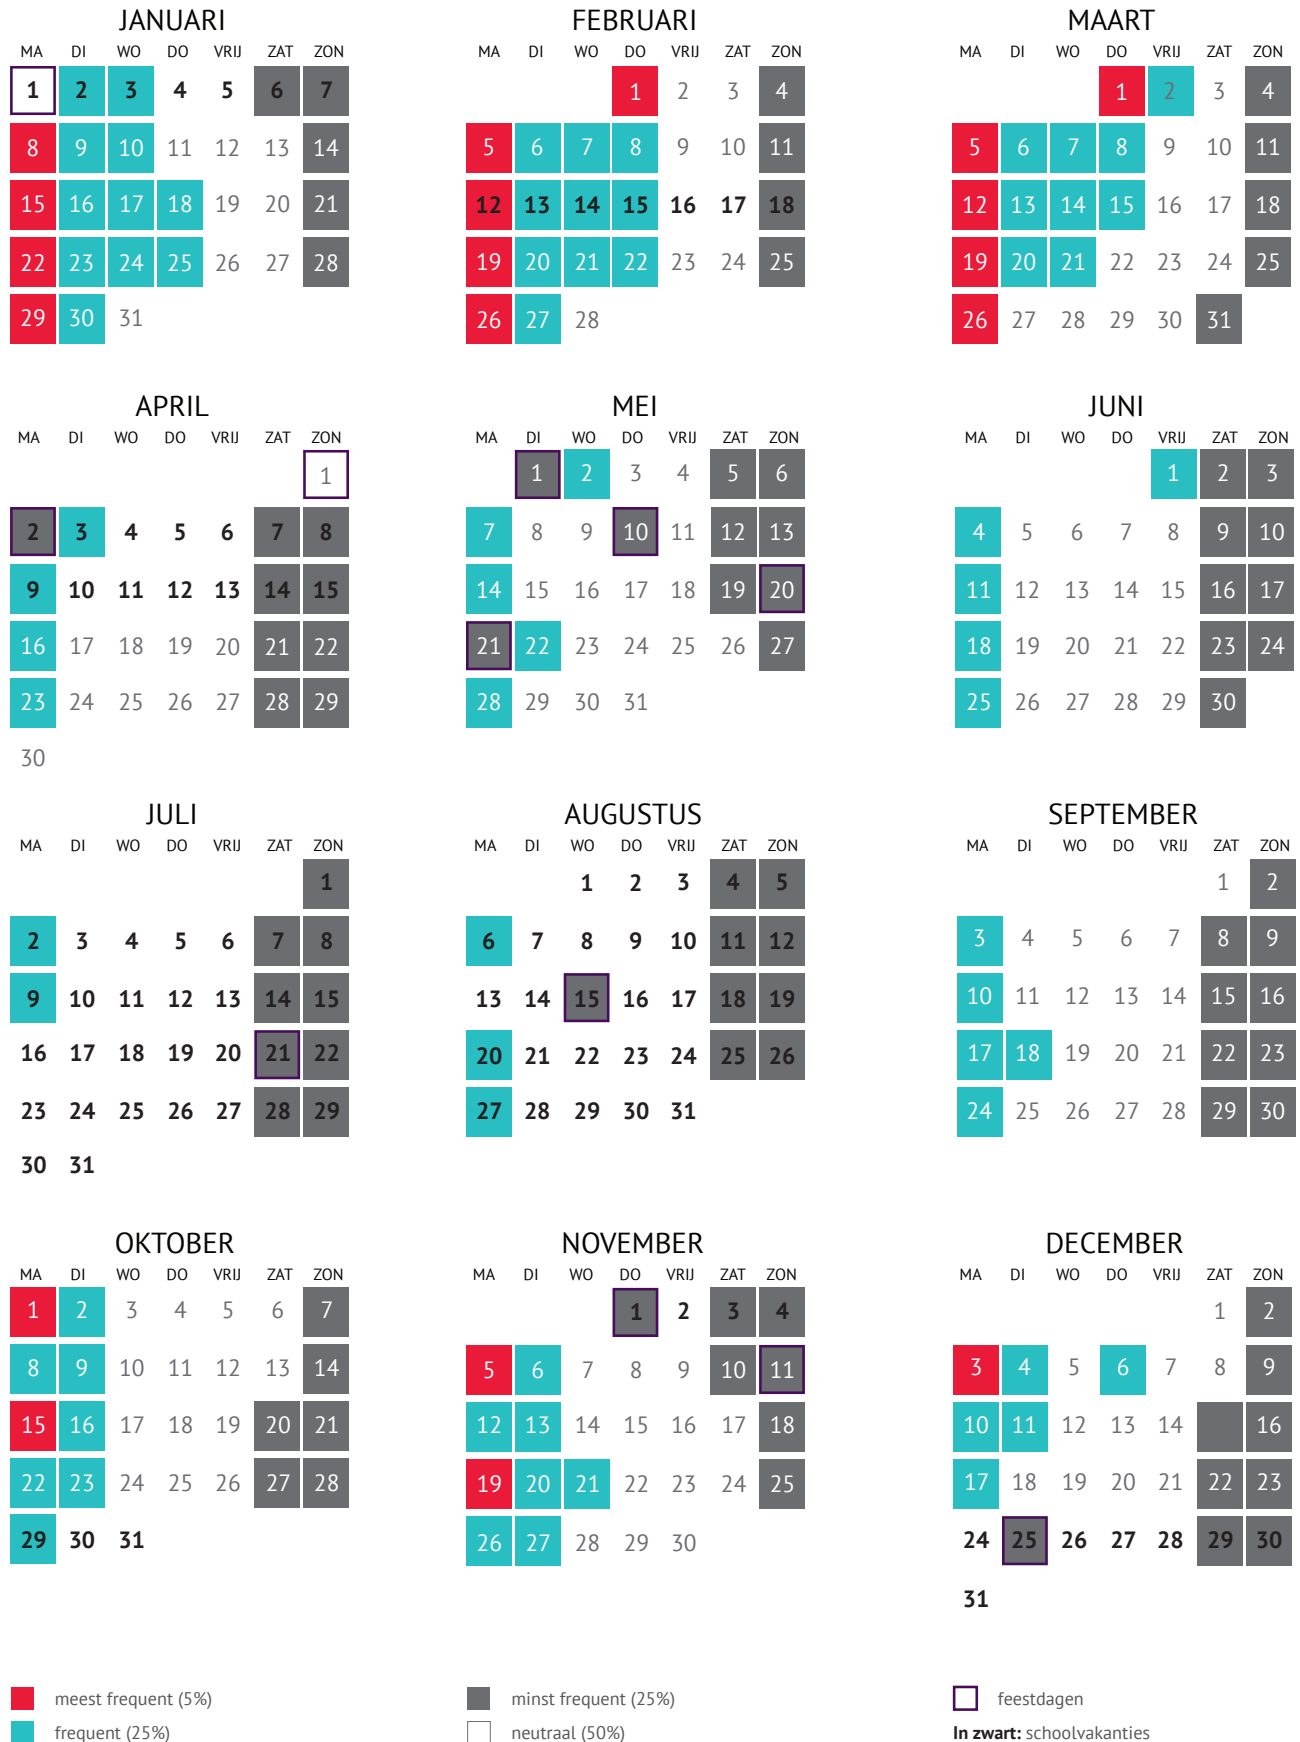 JANUARI
MA DI WO DO VRIJ ZAT ZON
1 2 3 4 5 6 7
8 9 10 11 12 13 14
15 16 17 18 19 20 21
22 23 24 25 26 27 28
29 30 31
FEBRUARI
MA DI WO DO VRIJ ZAT ZON
1 2 3 4
5 6 7 8 9 10 11
12 13 14 15 16 17 18
19 20 21 22 23 24 25
26 27 28
MAART
MA DI WO DO VRIJ ZAT ZON
1 2 3 4
5 6 7 8 9 10 11
12 13 14 15 16 17 18
19 20 21 22 23 24 25
26 27 28 29 30 31
APRIL
MA DI WO DO VRIJ ZAT ZON
1
2 3 4 5 6 7 8
9 10 11 12 13 14 15
16 17 18 19 20 21 22
23 24 25 26 27 28 29
30
MEI
MA DI WO DO VRIJ ZAT ZON
1 2 3 4 5 6
7 8 9 10 11 12 13
14 15 16 17 18 19 20
21 22 23 24 25 26 27
28 29 30 31
JUNI
MA DI WO DO VRIJ ZAT ZON
1 2 3
4 5 6 7 8 9 10
11 12 13 14 15 16 17
18 19 20 21 22 23 24
25 26 27 28 29 30
JULI
MA DI WO DO VRIJ ZAT ZON
1
2 3 4 5 6 7 8
9 10 11 12 13 14 15
16 17 18 19 20 21 22
23 24 25 26 27 28 29
30 31
AUGUSTUS
MA DI WO DO VRIJ ZAT ZON
1 2 3 4 5
6 7 8 9 10 11 12
13 14 15 16 17 18 19
20 21 22 23 24 25 26
27 28 29 30 31
SEPTEMBER
MA DI WO DO VRIJ ZAT ZON
1 2
3 4 5 6 7 8 9
10 11 12 13 14 15 16
17 18 19 20 21 22 23
24 25 26 27 28 29 30
OKTOBER
MA DI WO DO VRIJ ZAT ZON
1 2 3 4 5 6 7
8 9 10 11 12 13 14
15 16 17 18 19 20 21
22 23 24 25 26 27 28
29 30 31
NOVEMBER
MA DI WO DO VRIJ ZAT ZON
1 2 3 4
5 6 7 8 9 10 11
12 13 14 15 16 17 18
19 20 21 22 23 24 25
26 27 28 29 30
DECEMBER
MA DI WO DO VRIJ ZAT ZON
1 2
3 4 5 6 7 8 9
10 11 12 13 14 16
17 18 19 20 21 22 23
24 25 26 27 28 29 30
31
meest frequent (5%)
frequent (25%)
minst frequent (25%)
neutraal (50%)
feestdagen
In zwart: schoolvakanties